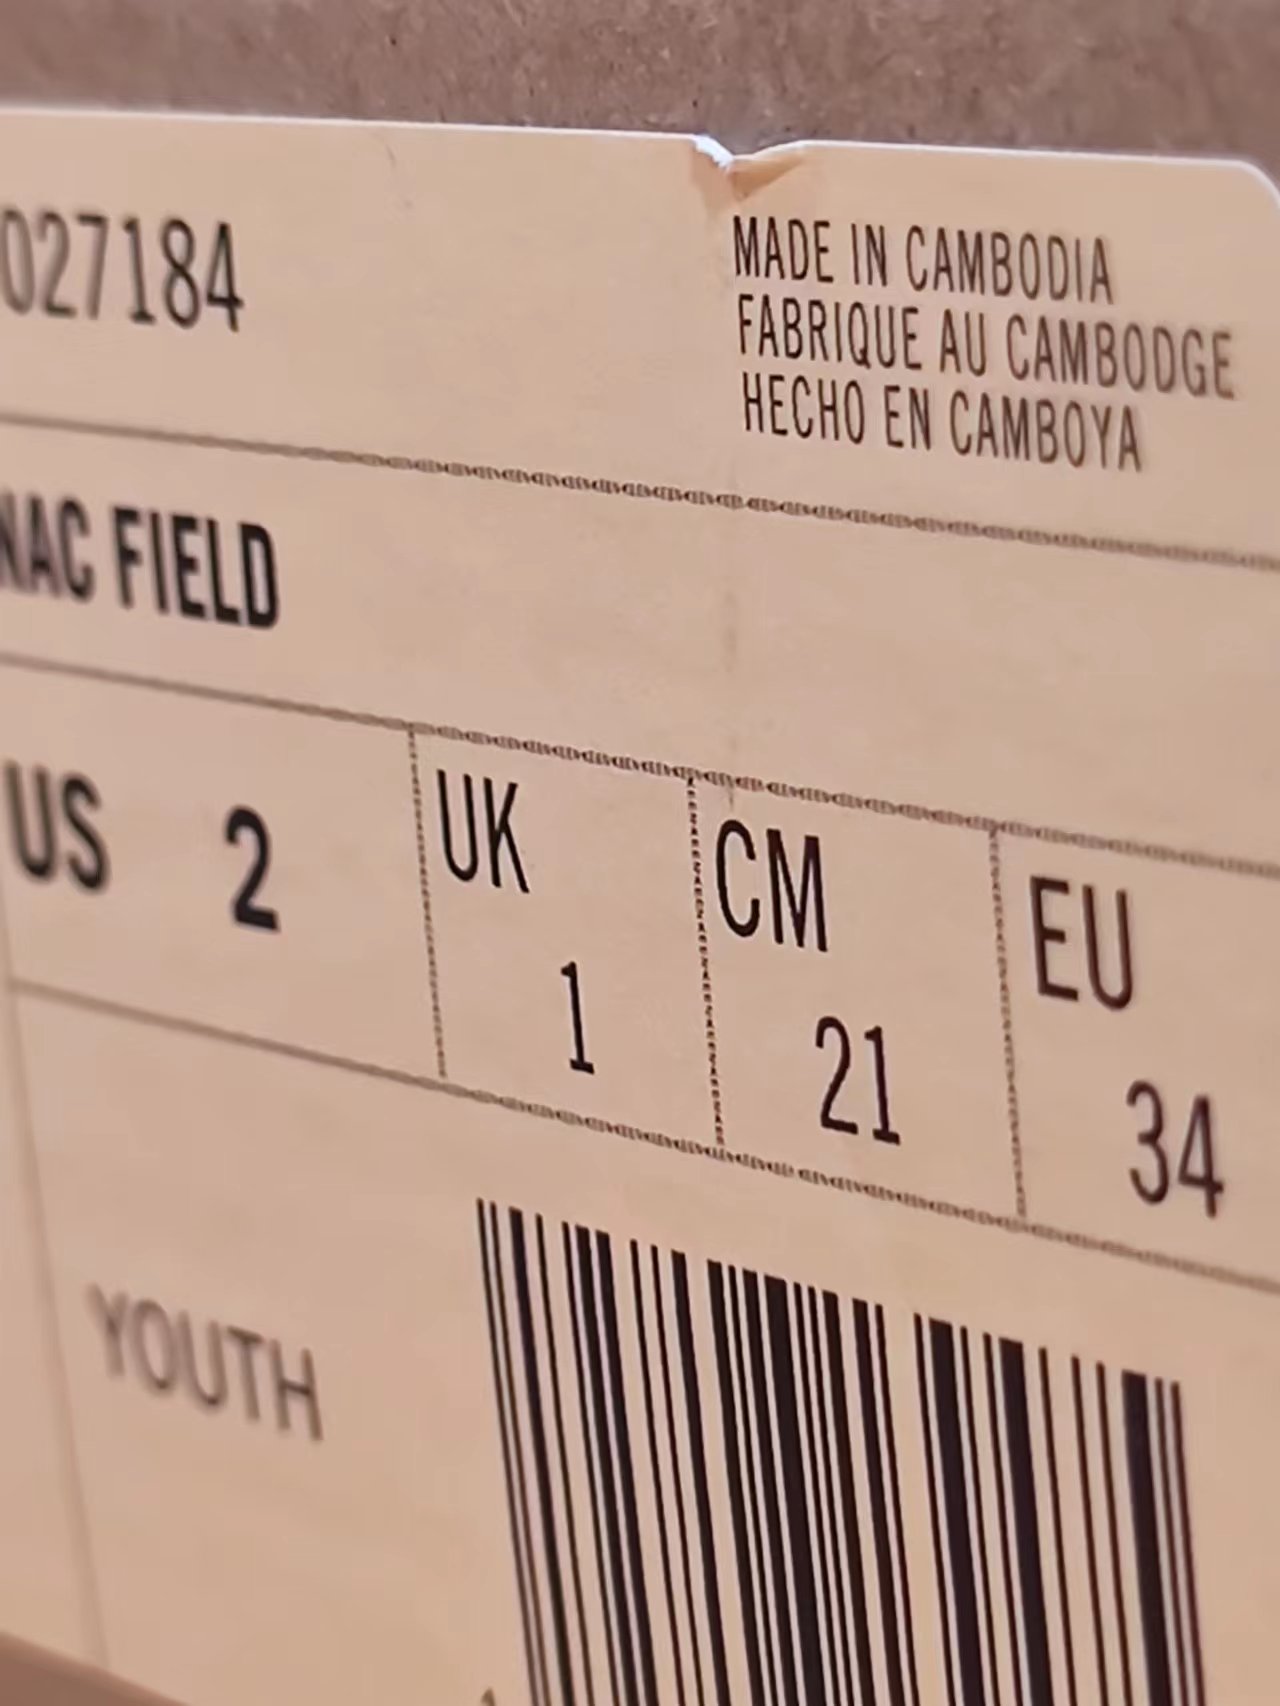 027184
MADE IN CAMBODIA
FABRIQUE AU CAMBODGE
HECHO EN CAMBOYA
NAC FIELD
US 2
UK 1
CM 21
EU 34
YOUTH